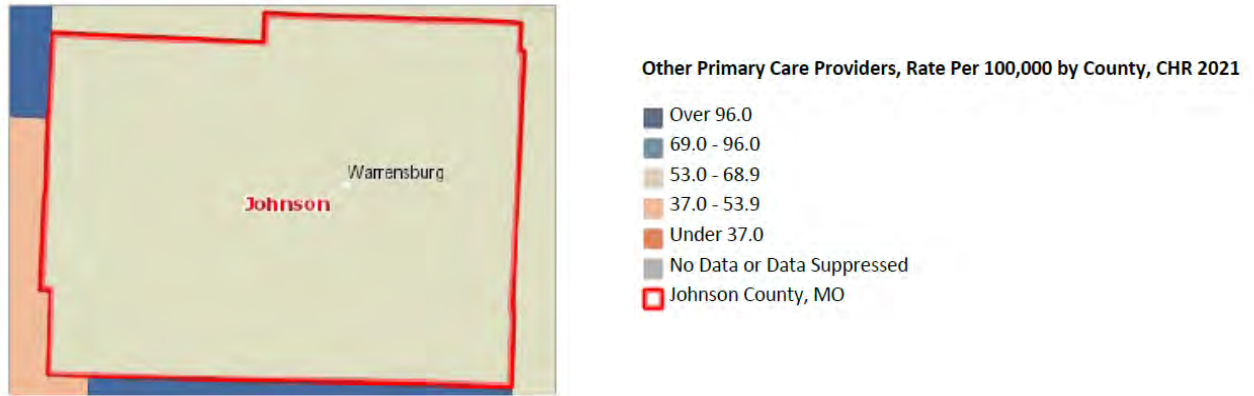 Warrensburg
Johnson
Other Primary Care Providers, Rate Per 100,000 by County, CHR 2021
Over 96.0
69.0 - 96.0
53.0 - 68.9
37.0 - 53.9
Under 37.0
No Data or Data Suppressed
Johnson County, MO